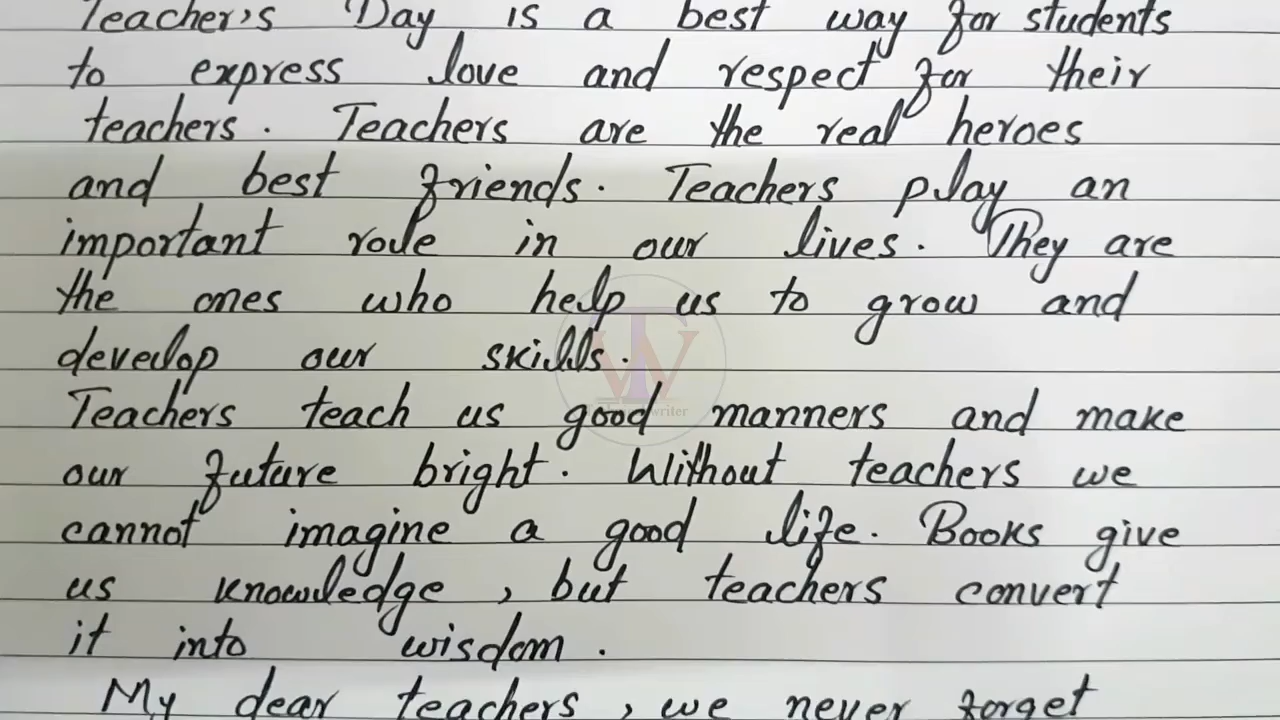 Teacher's Day is a best way for students
to express love and respect for their
teachers. Teachers are the real heroes
and best friends. Teachers play an
important role in our lives. They are
the ones who help us to grow and
develop our skills.
Teachers teach us good manners and make
our future bright. Without teachers we
cannot imagine a good life. Books give
us knowledge, but teachers convert
it into wisdom.
My dear teachers, we never forget